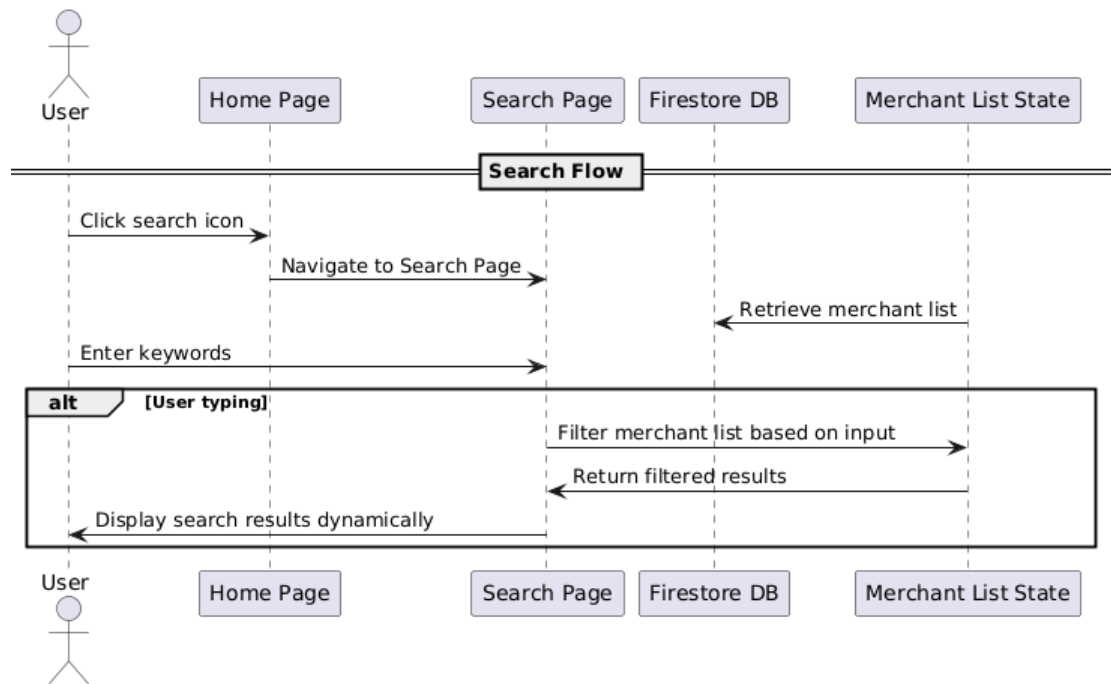 User
Home Page
Search Page
Firestore DB
Merchant List State
Search Flow
Click search icon
Navigate to Search Page
Retrieve merchant list
Enter keywords
alt
[User typing]
Filter merchant list based on input
Return filtered results
Display search results dynamically
User
Home Page
Search Page
Firestore DB
Merchant List State